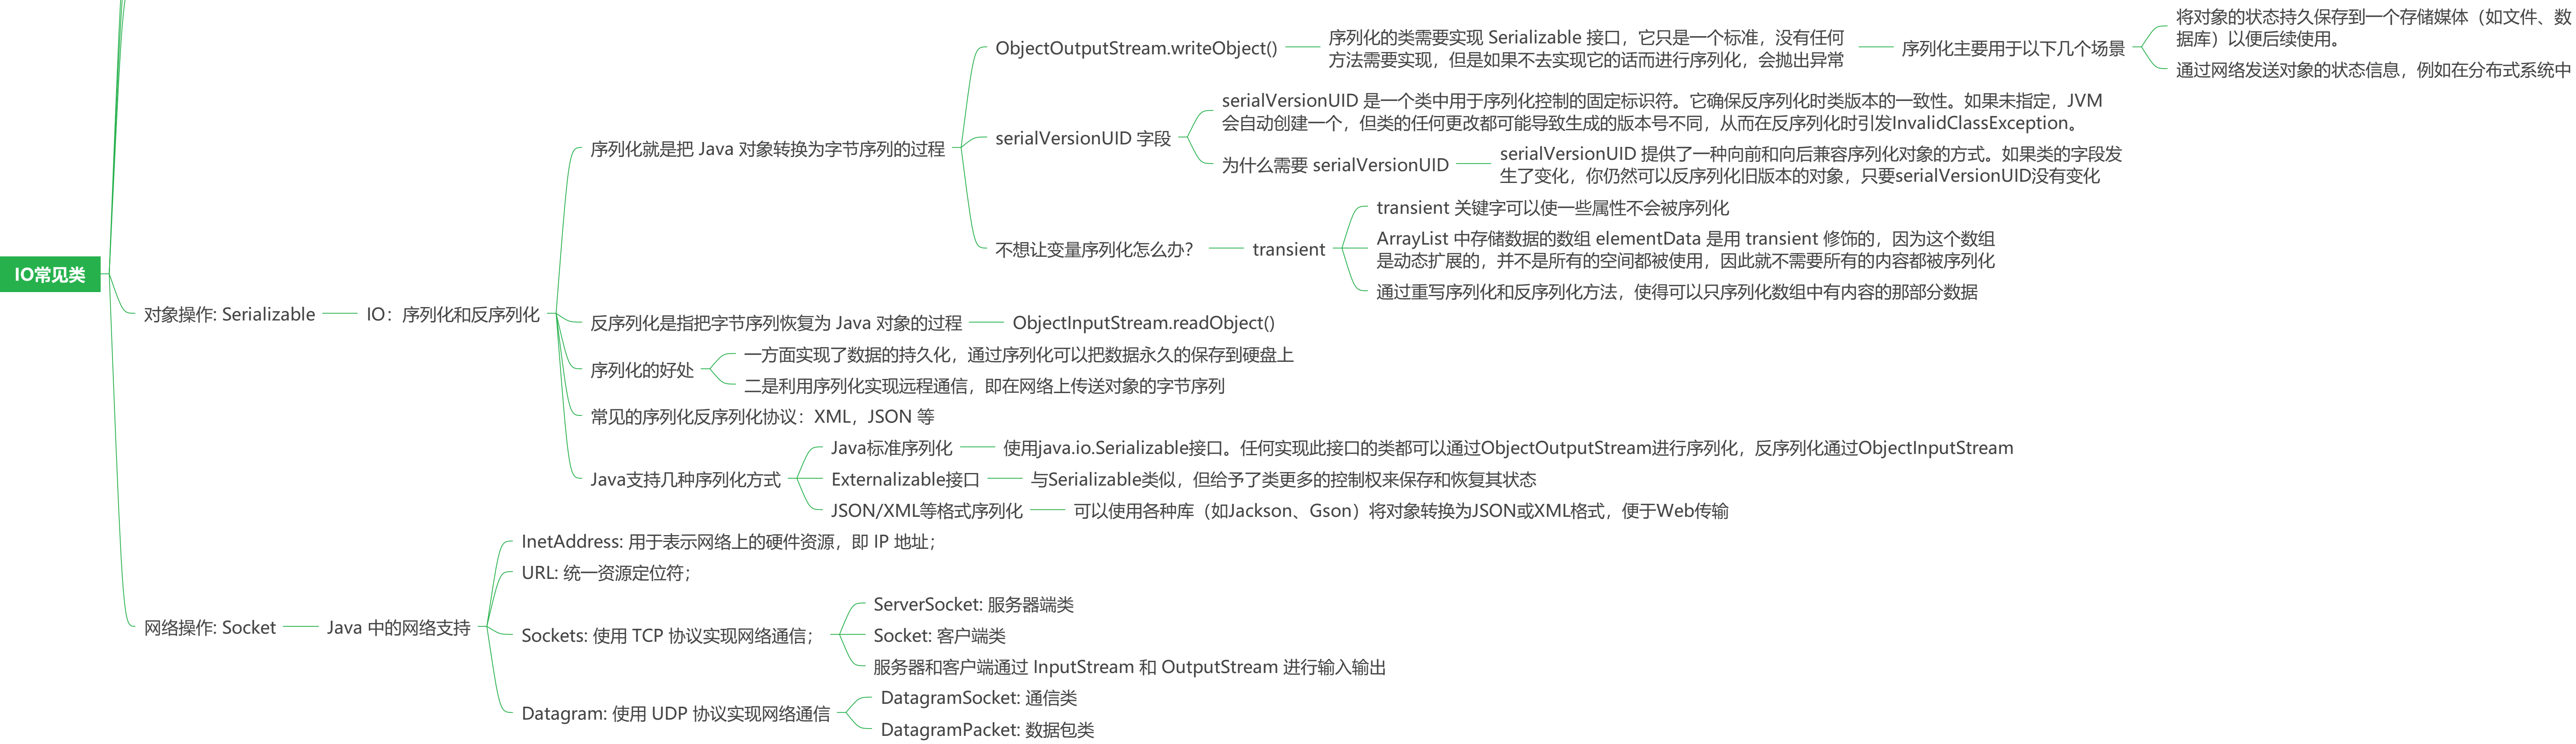 IO常见类
对象操作: Serializable
IO：序列化和反序列化
序列化就是把 Java 对象转换为字节序列的过程
ObjectOutputStream.writeObject()
序列化的类需要实现 Serializable 接口，它只是一个标准，没有任何
方法需要实现，但是如果不去实现它的话而进行序列化，会抛出异常
序列化主要用于以下几个场景
将对象的状态持久保存到一个存储媒体（如文件、数
据库）以便后续使用。
通过网络发送对象的状态信息，例如在分布式系统中
serialVersionUID 字段
serialVersionUID 是一个类中用于序列化控制的固定标识符。它确保反序列化时类版本的一致性。如果未指定，JVM
会自动创建一个，但类的任何更改都可能导致生成的版本号不同，从而在反序列化时引发InvalidClassException。
为什么需要 serialVersionUID
serialVersionUID 提供了一种向前和向后兼容序列化对象的方式。如果类的字段发
生了变化，你仍然可以反序列化旧版本的对象，只要serialVersionUID没有变化
不想让变量序列化怎么办？
transient
transient 关键字可以使一些属性不会被序列化
ArrayList 中存储数据的数组 elementData 是用 transient 修饰的，因为这个数组
是动态扩展的，并不是所有的空间都被使用，因此就不需要所有的内容都被序列化
通过重写序列化和反序列化方法，使得可以只序列化数组中有内容的那部分数据
反序列化是指把字节序列恢复为 Java 对象的过程
ObjectInputStream.readObject()
序列化的好处
一方面实现了数据的持久化，通过序列化可以把数据永久的保存到硬盘上
二是利用序列化实现远程通信，即在网络上传送对象的字节序列
常见的序列化反序列化协议：XML，JSON 等
Java支持几种序列化方式
Java标准序列化
使用java.io.Serializable接口。任何实现此接口的类都可以通过ObjectOutputStream进行序列化，反序列化通过ObjectInputStream
Externalizable接口
与Serializable类似，但给予了类更多的控制权来保存和恢复其状态
JSON/XML等格式序列化
可以使用各种库（如Jackson、Gson）将对象转换为JSON或XML格式，便于Web传输
网络操作: Socket
Java 中的网络支持
InetAddress: 用于表示网络上的硬件资源，即 IP 地址；
URL: 统一资源定位符；
Sockets: 使用 TCP 协议实现网络通信；
ServerSocket: 服务器端类
Socket: 客户端类
服务器和客户端通过 InputStream 和 OutputStream 进行输入输出
Datagram: 使用 UDP 协议实现网络通信
DatagramSocket: 通信类
DatagramPacket: 数据包类